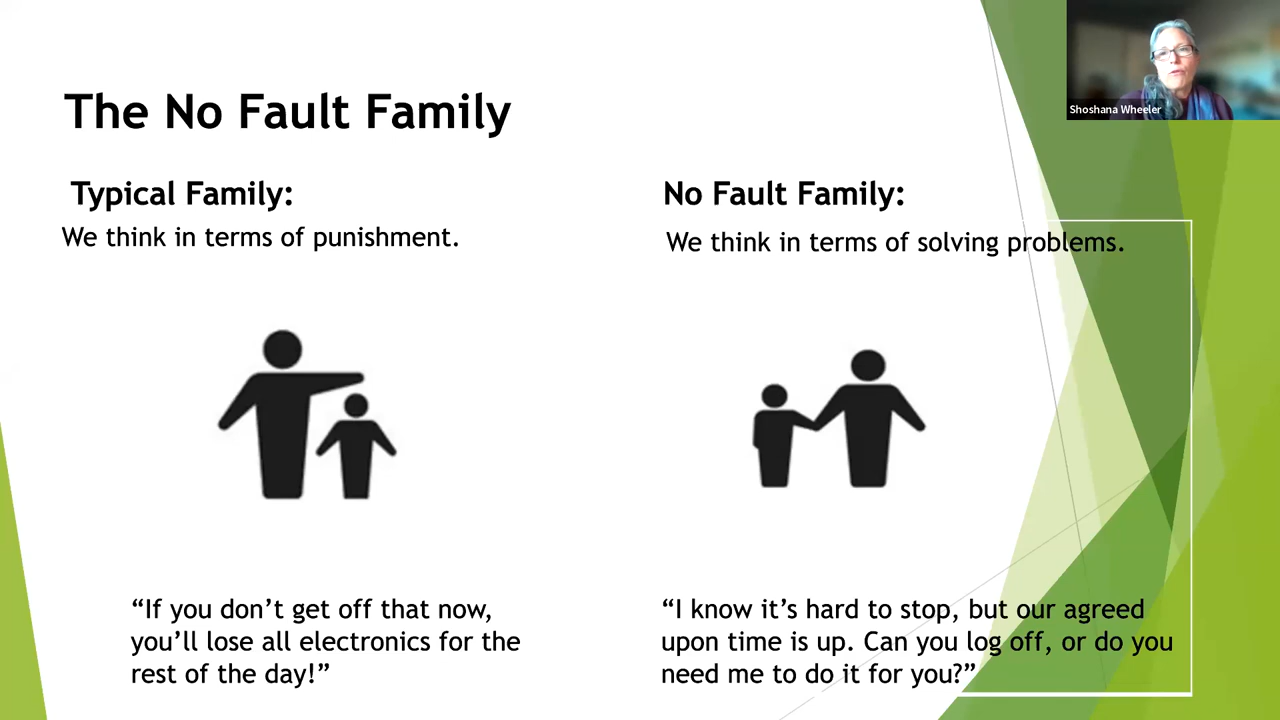 The No Fault Family
Shoshana Wheeler
Typical Family:
We think in terms of punishment.
No Fault Family:
We think in terms of solving problems.
“If you don’t get off that now,
you’ll lose all electronics for the
rest of the day!”
“I know it’s hard to stop, but our agreed
upon time is up. Can you log off, or do you
need me to do it for you?”